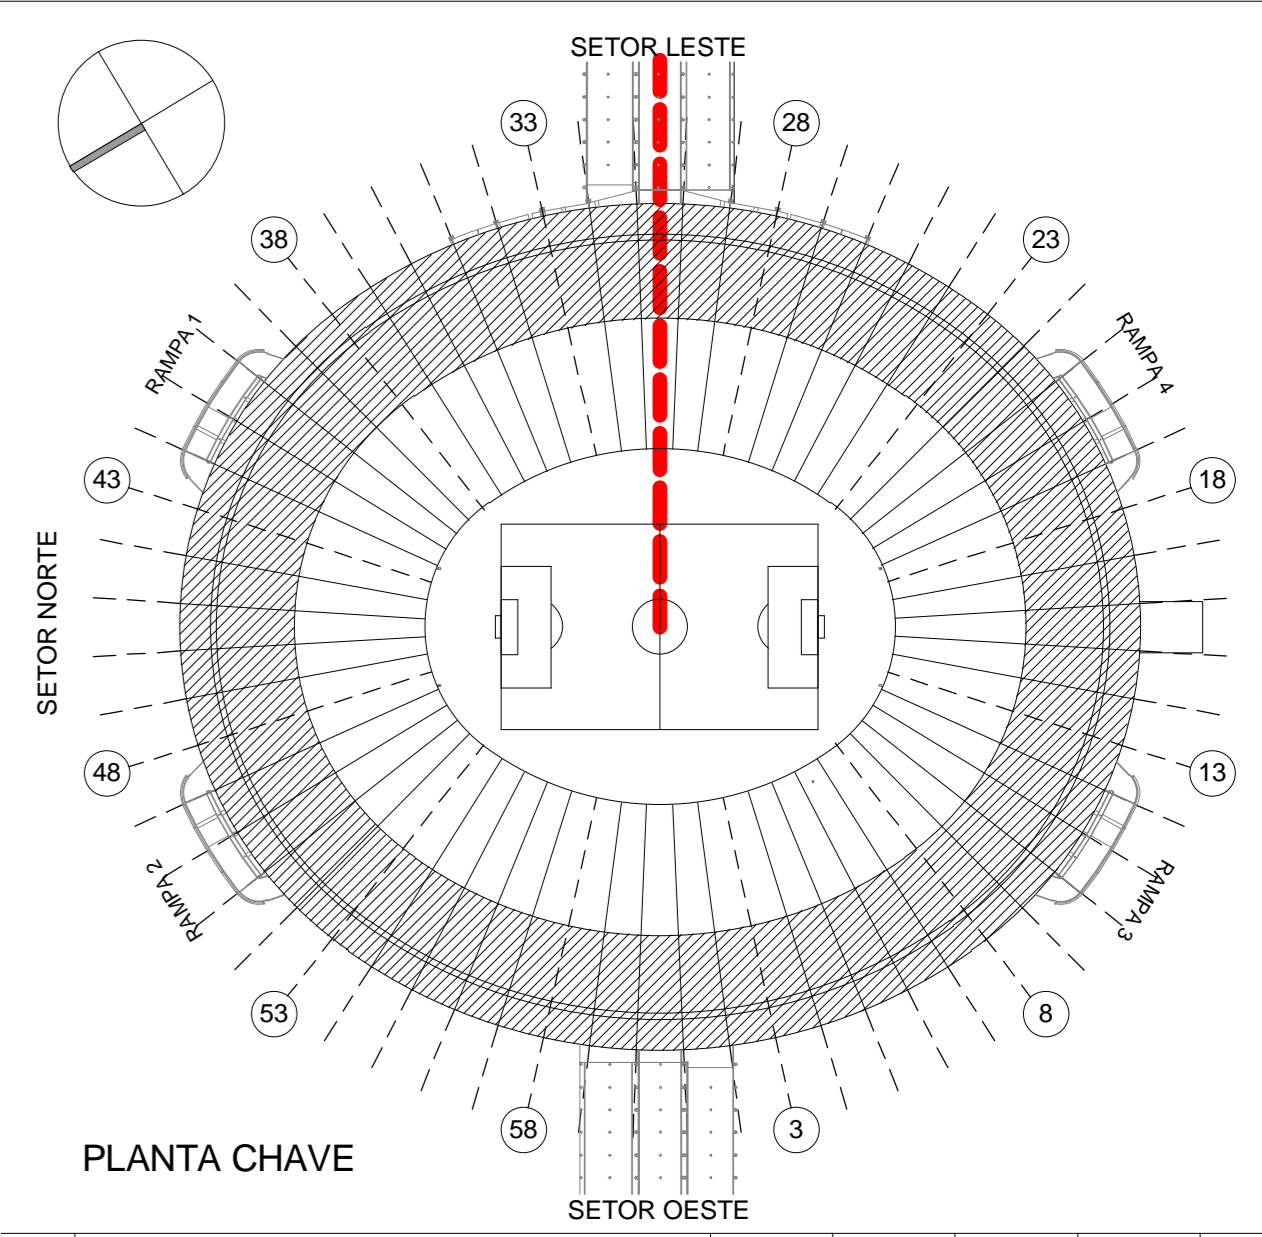 SETOR LESTE
33
28
38
23
RAMPA 1
RAMPA 4
43
18
SETOR NORTE
48
13
RAMPA 2
RAMPA 3
53
8
58
3
PLANTA CHAVE
SETOR OESTE